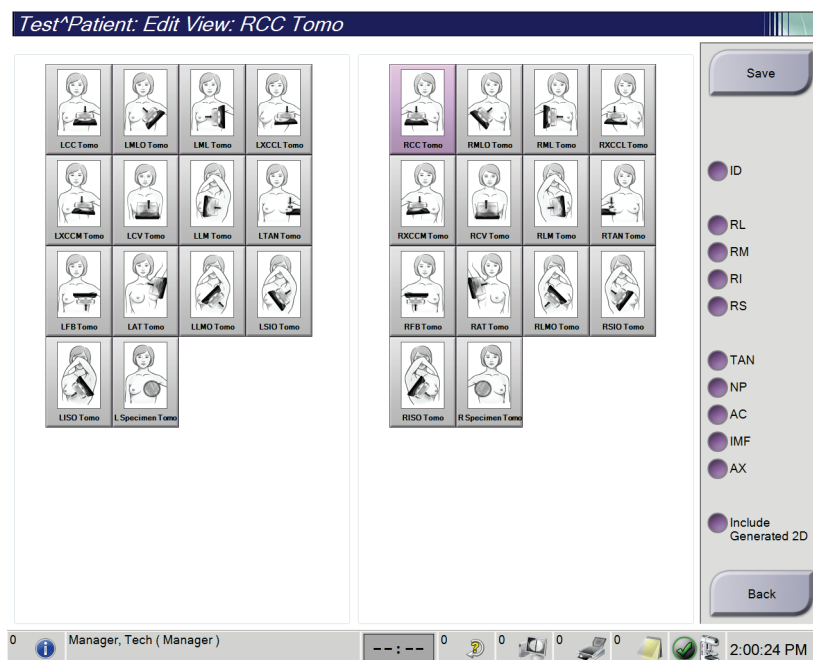 Test^Patient: Edit View: RCC Tomo
LCC Tomo LMLO Tomo LML Tomo LXCCL Tomo
LXCCM Tomo LCV Tomo LLM Tomo LTAN Tomo
LFB Tomo LAT Tomo LLMO Tomo LSIO Tomo
LISO Tomo L Specimen Tomo
RCC Tomo RMLO Tomo RML Tomo RXCCL Tomo
RXCCM Tomo RCV Tomo RLM Tomo RTAN Tomo
RFB Tomo RAT Tomo RLMO Tomo RSIO Tomo
RISO Tomo R Specimen Tomo
Save
ID
RL
RM
RI
RS
TAN
NP
AC
IMF
AX
Include
Generated 2D
Back
0 Manager, Tech ( Manager ) --:-- 0 0 0 0 2:00:24 PM